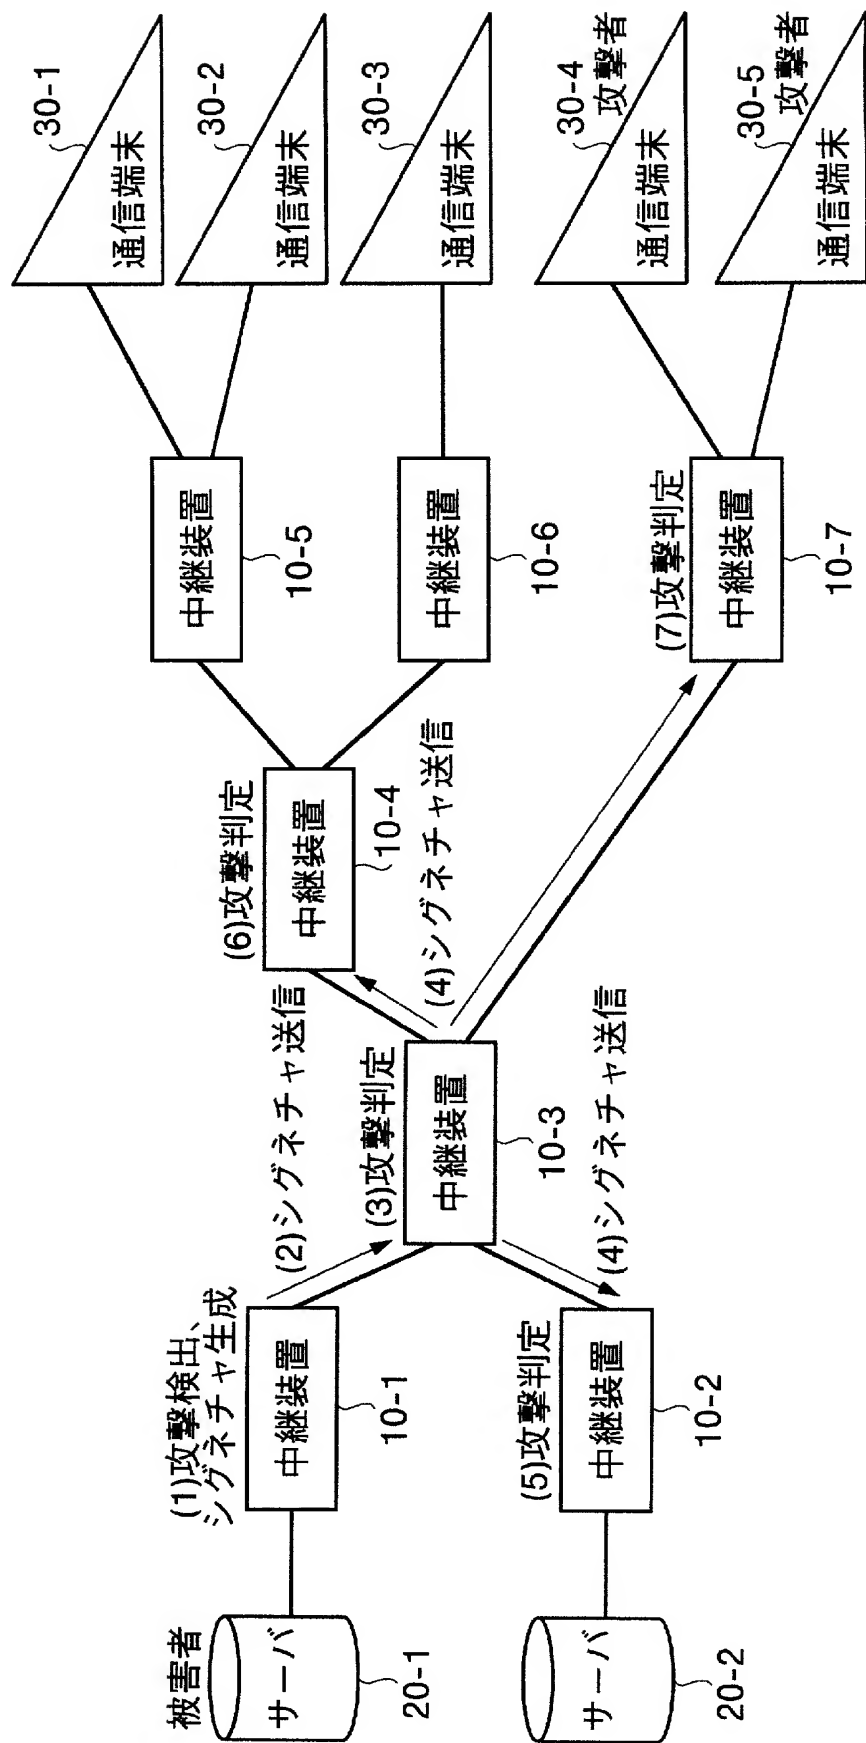 被害者
サーバ
20-1
サーバ
20-2
(1)攻撃検出、
シグネチャ生成
中継装置
10-1
(5)攻撃判定
中継装置
10-2
(2)シグネチャ送信
(3)攻撃判定
中継装置
10-3
(4)シグネチャ送信
(4)シグネチャ送信
(6)攻撃判定
中継装置
10-4
中継装置
10-5
中継装置
10-6
(7)攻撃判定
中継装置
10-7
30-1
通信端末
30-2
通信端末
30-3
通信端末
30-4
攻撃者
通信端末
30-5
攻撃者
通信端末